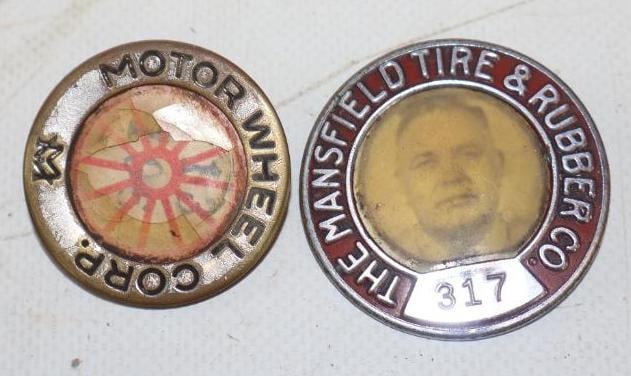 MOTOR WHEEL CORP.
THE MANSFIELD TIRE & RUBBER CO.
317